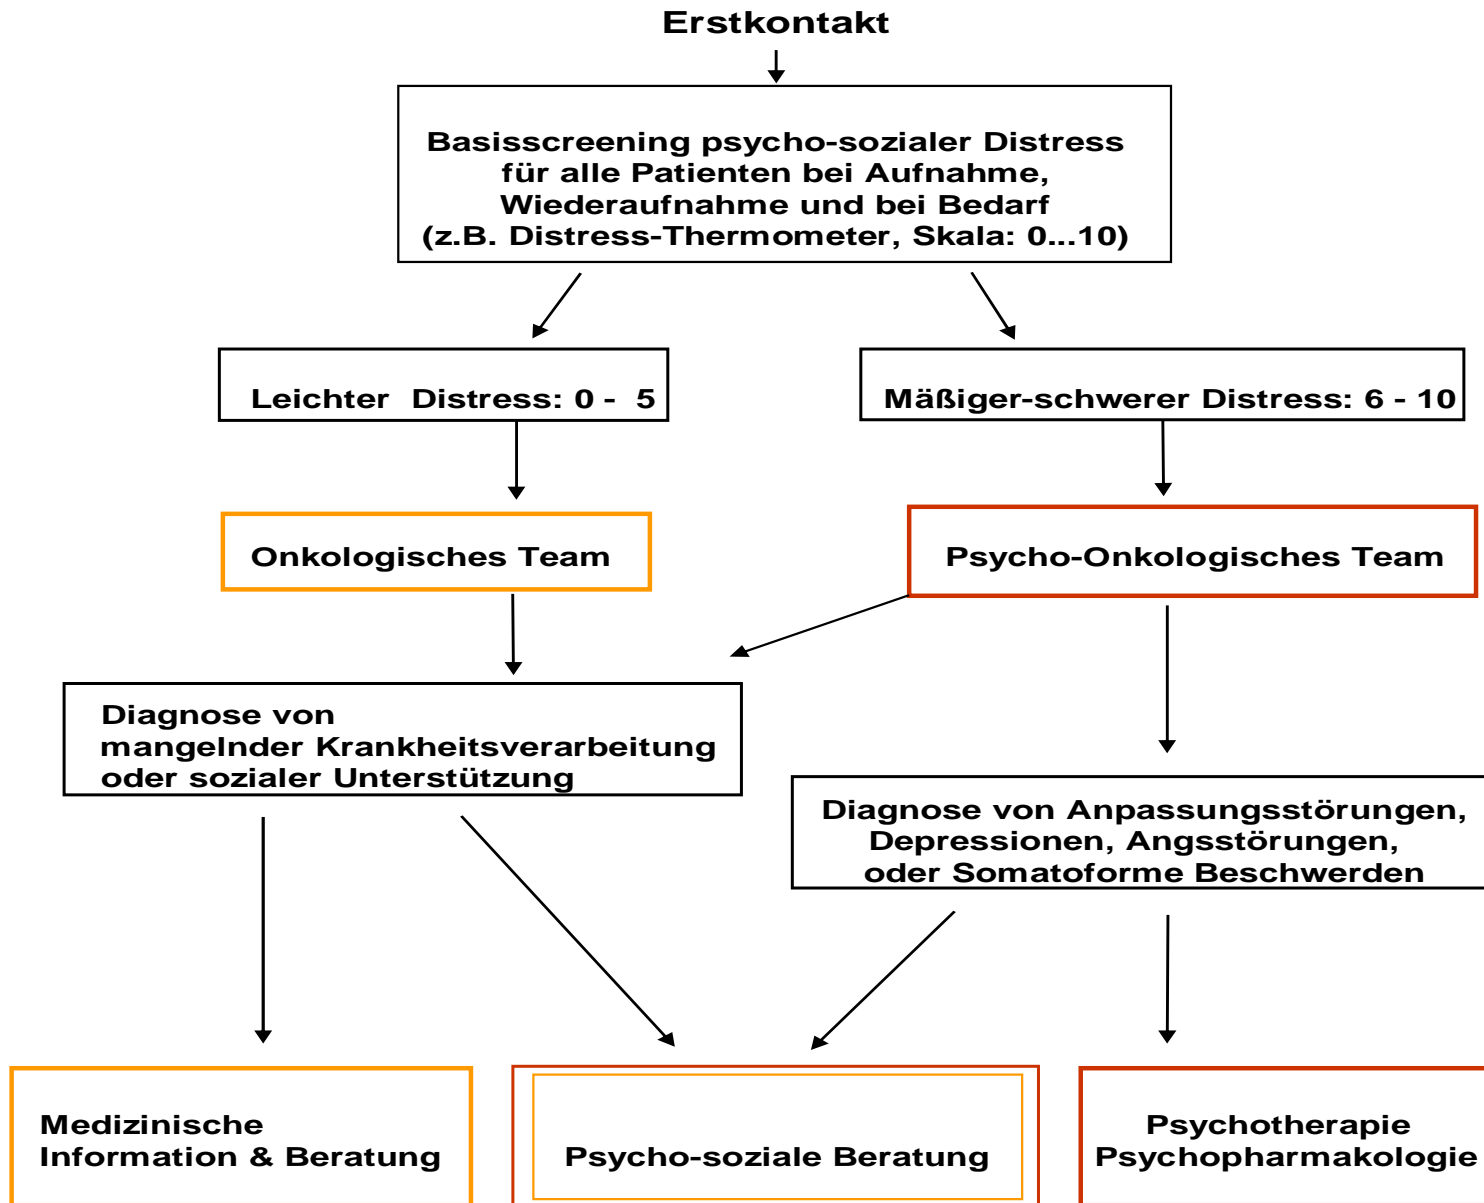 Erstkontakt
Basisscreening psycho-sozialer Distress
für alle Patienten bei Aufnahme,
Wiederaufnahme und bei Bedarf
(z.B. Distress-Thermometer, Skala: 0...10)
Leichter Distress: 0 - 5
Mäßiger-schwerer Distress: 6 - 10
Onkologisches Team
Psycho-Onkologisches Team
Diagnose von
mangelnder Krankheitsverarbeitung
oder sozialer Unterstützung
Diagnose von Anpassungsstörungen,
Depressionen, Angsstörungen,
oder Somatoforme Beschwerden
Medizinische
Information & Beratung
Psycho-soziale Beratung
Psychotherapie
Psychopharmakologie